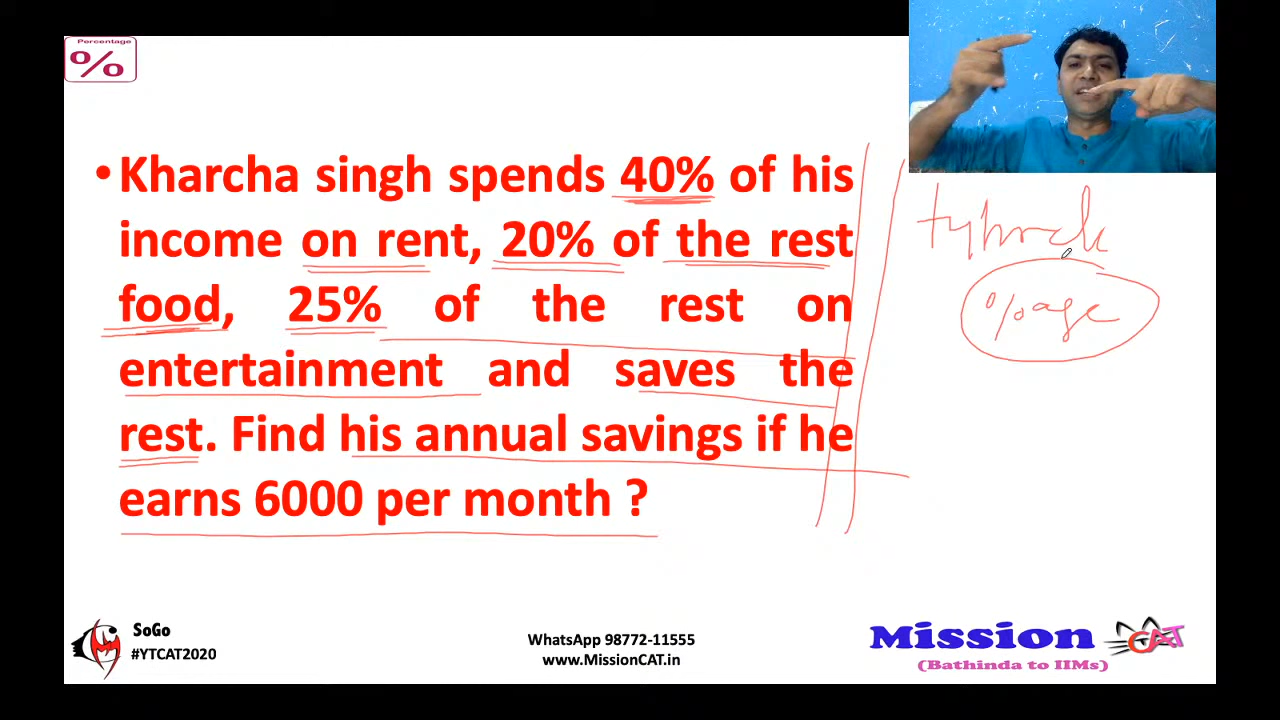 Percentage
%
• Kharcha singh spends 40% of his
income on rent, 20% of the rest
food, 25% of the rest on
entertainment and saves the
rest. Find his annual savings if he
earns 6000 per month ?
%age
SoGo
#YTCAT2020
WhatsApp 98772-11555
www.MissionCAT.in
Mission CAT
(Bathinda to IIMs)